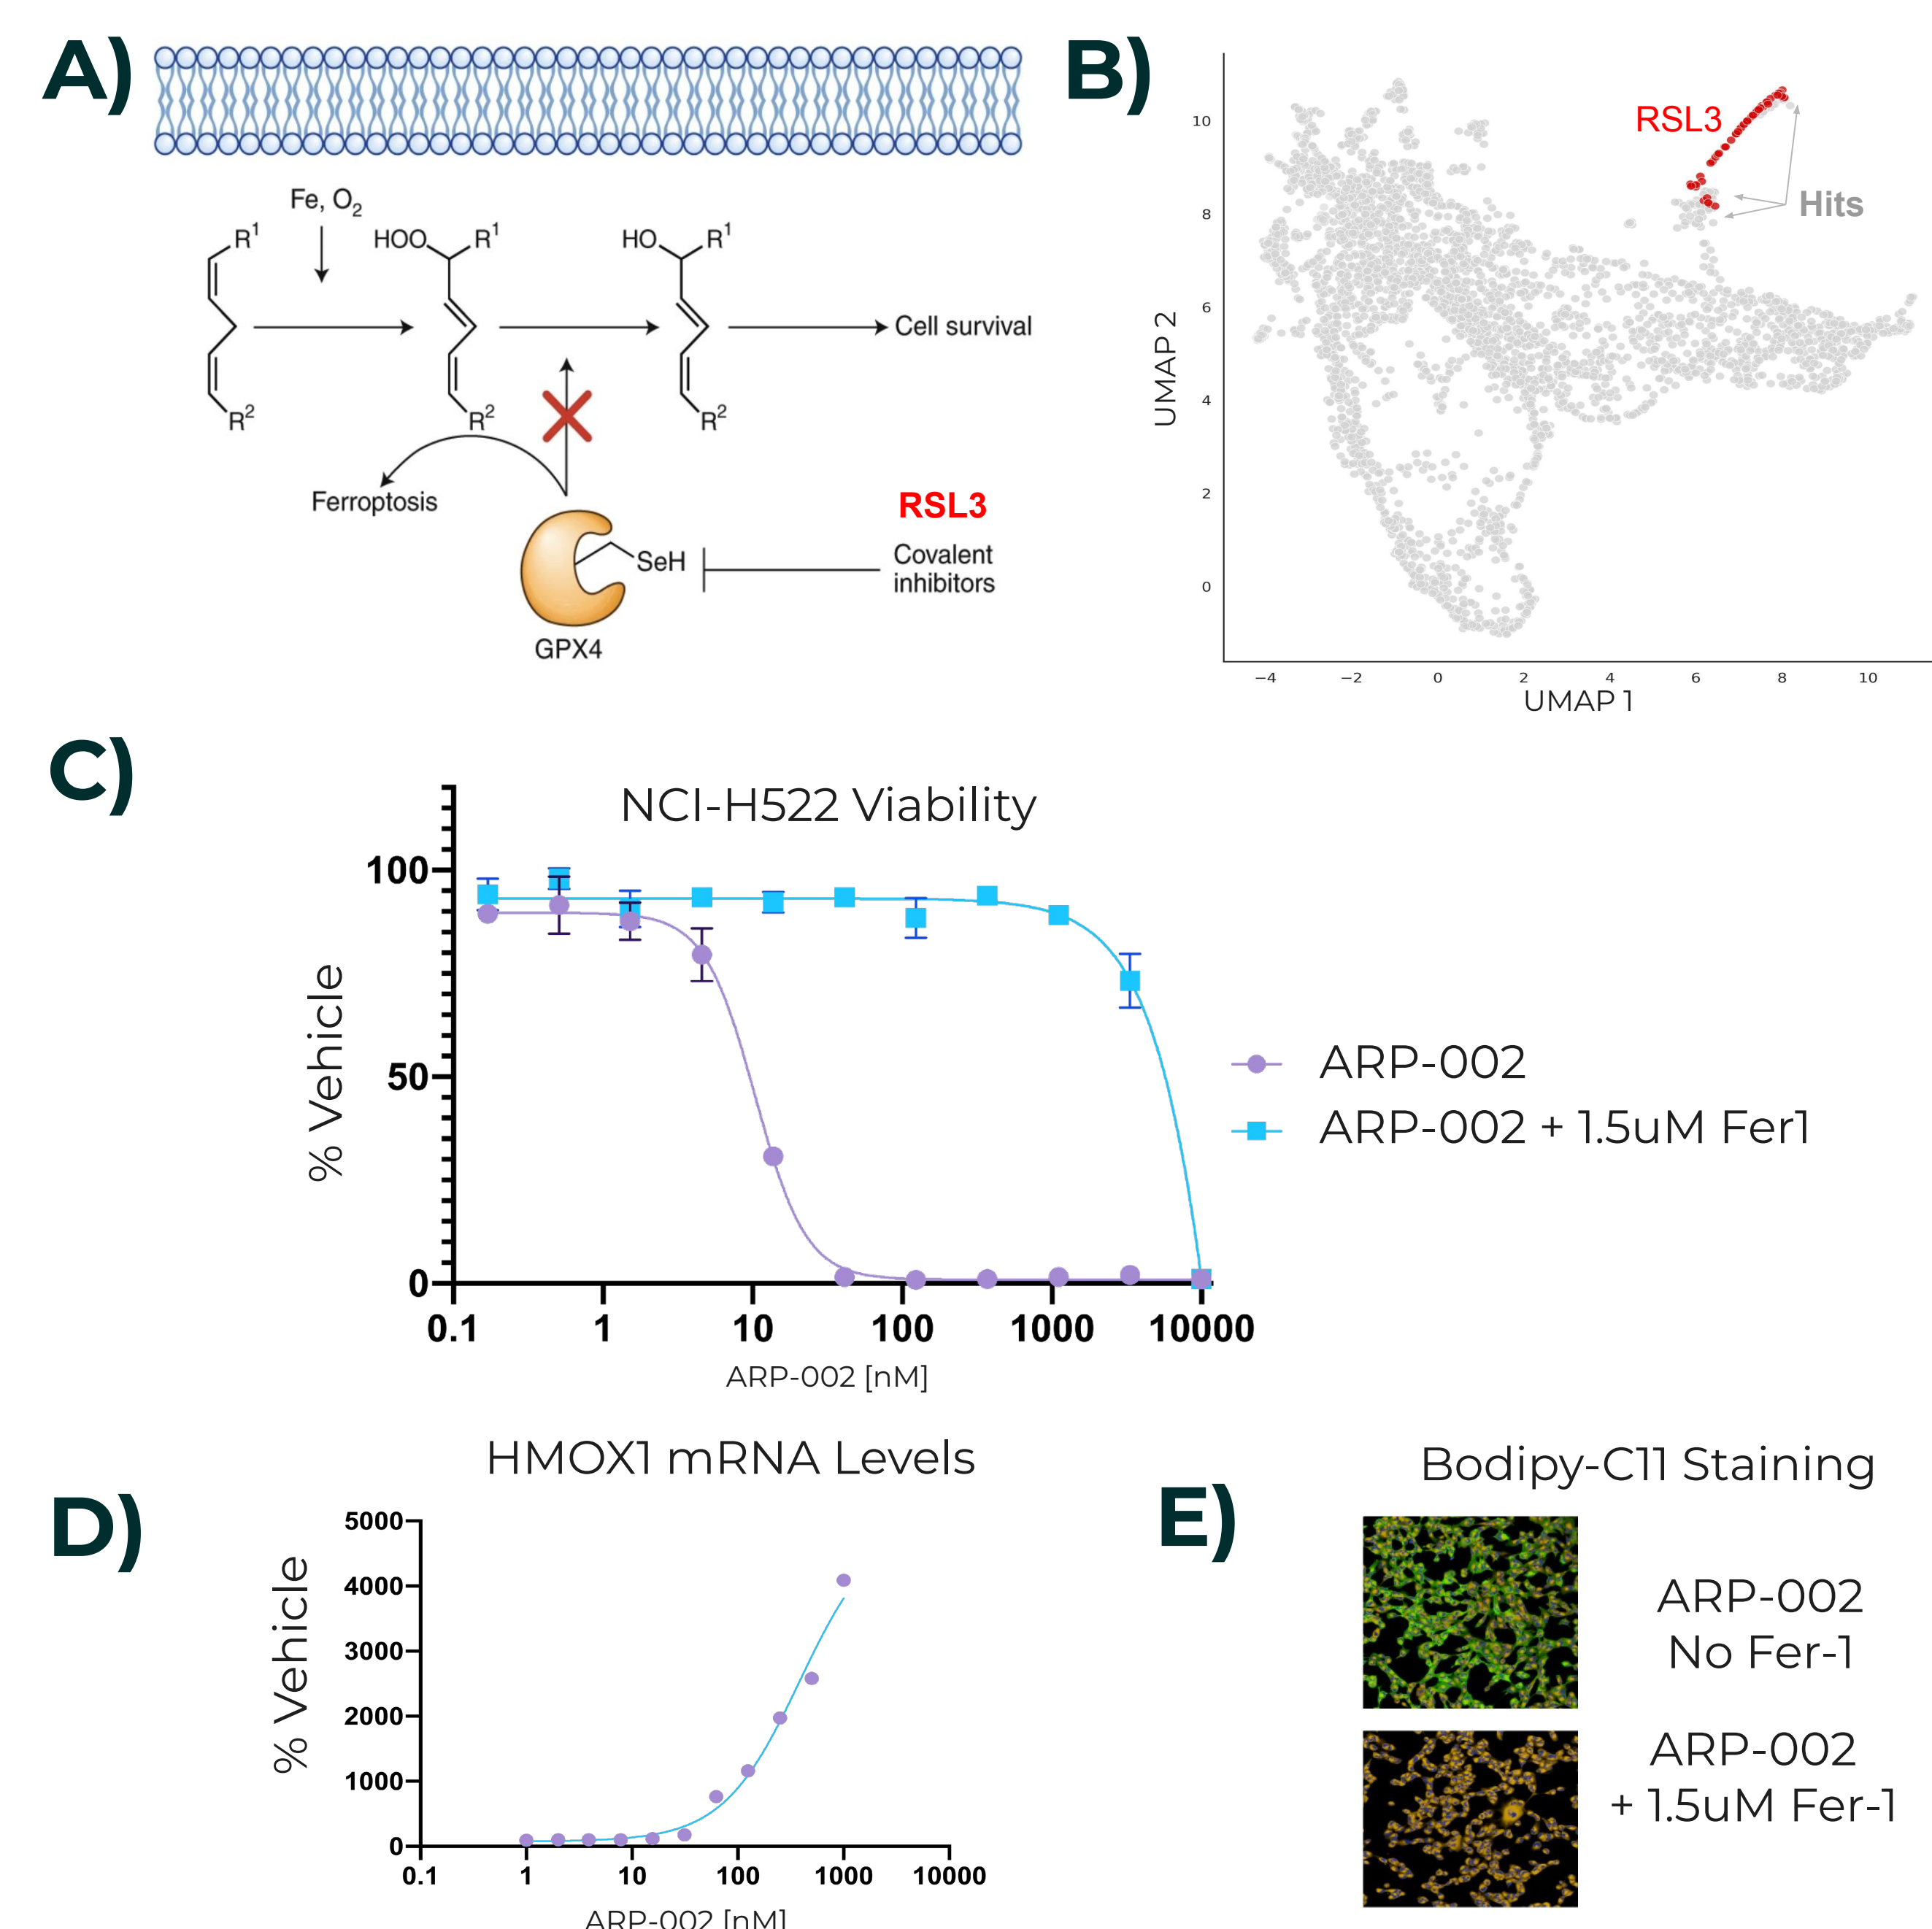 A)
Fe, O2
R1
R2
HOO
R1
R2
HO
R1
R2
Cell survival
Ferroptosis
RSL3
SeH
Covalent
inhibitors
GPX4
B)
RSL3
Hits
UMAP 2
10
8
6
4
2
0
−4
−2
0
2
4
6
8
10
UMAP 1
C)
NCI-H522 Viability
% Vehicle
100
50
0
0.1
1
10
100
1000
10000
ARP-002 [nM]
ARP-002
ARP-002 + 1.5uM Fer1
D)
HMOX1 mRNA Levels
% Vehicle
5000
4000
3000
2000
1000
0
0.1
1
10
100
1000
10000
ARP-002 [nM]
E)
Bodipy-C11 Staining
ARP-002
No Fer-1
ARP-002
+ 1.5uM Fer-1